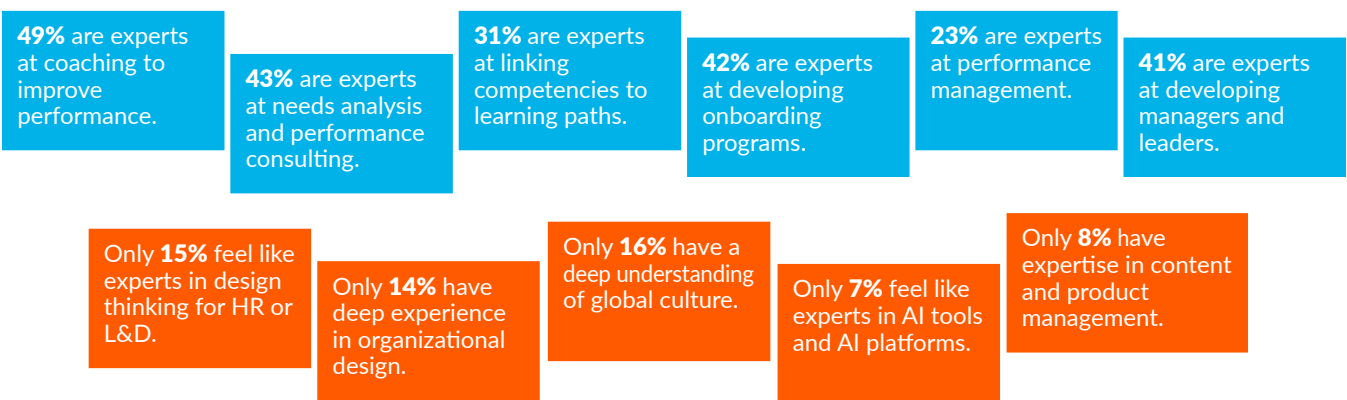 49% are experts
at coaching to
improve
performance.
43% are experts
at needs analysis
and performance
consulting.
31% are experts
at linking
competencies to
learning paths.
42% are experts
at developing
onboarding
programs.
23% are experts
at performance
management.
41% are experts
at developing
managers and
leaders.
Only 15% feel like
experts in design
thinking for HR or
L&D.
Only 14% have
deep experience
in organizational
design.
Only 16% have a
deep understanding
of global culture.
Only 7% feel like
experts in AI tools
and AI platforms.
Only 8% have
expertise in content
and product
management.